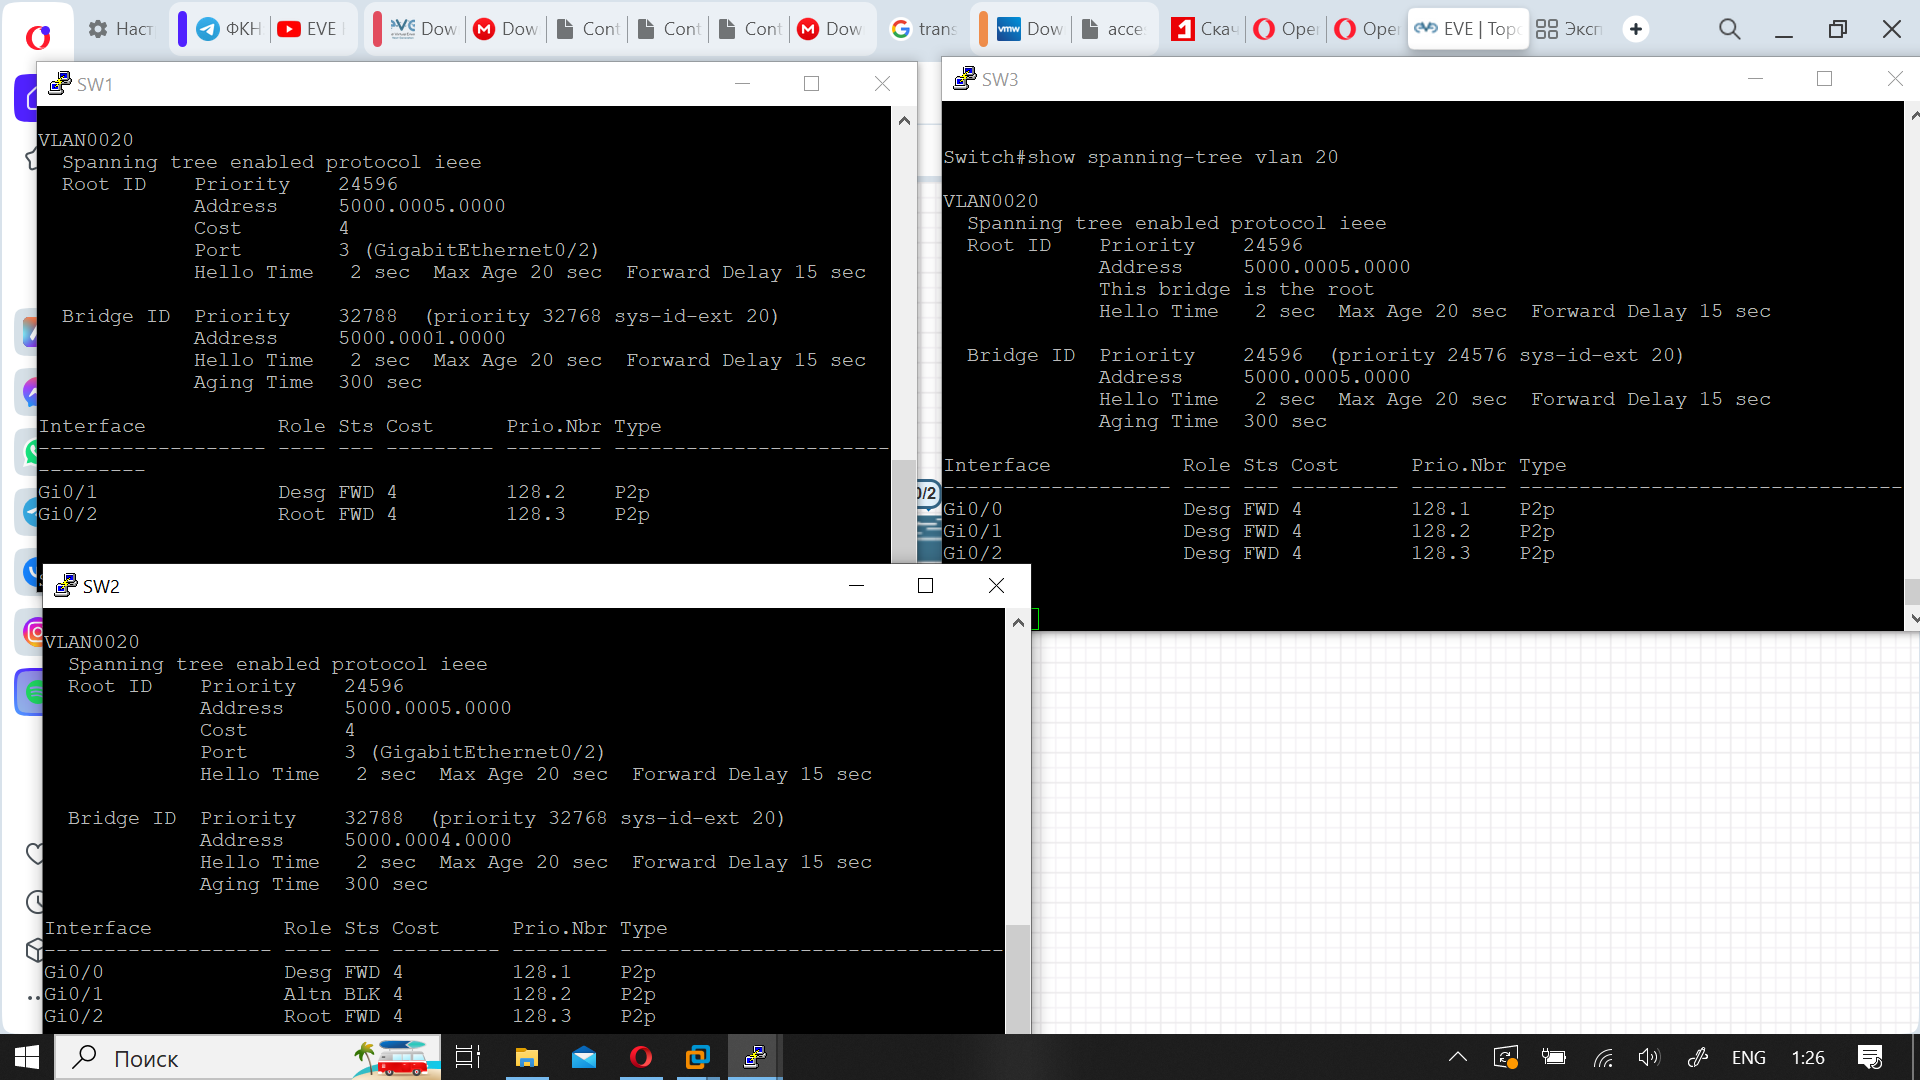 Наст
ФКН
EVE
Dow
Dow
Cont
Cont
Cont
Dow
trans
Dow
acce
Скач
Oper
Oper
EVE | Topo
Эксп
SW1
VLAN0020
Spanning tree enabled protocol ieee
Root ID Priority 24596
Address 5000.0005.0000
Cost 4
Port 3 (GigabitEthernet0/2)
Hello Time 2 sec Max Age 20 sec Forward Delay 15 sec
Bridge ID Priority 32788 (priority 32768 sys-id-ext 20)
Address 5000.0001.0000
Hello Time 2 sec Max Age 20 sec Forward Delay 15 sec
Aging Time 300 sec
Interface Role Sts Cost Prio.Nbr Type
------------------- ---- --- --------- -------- -----------------------
---------
Gi0/1 Desg FWD 4 128.2 P2p
Gi0/2 Root FWD 4 128.3 P2p
SW3
Switch#show spanning-tree vlan 20
VLAN0020
Spanning tree enabled protocol ieee
Root ID Priority 24596
Address 5000.0005.0000
This bridge is the root
Hello Time 2 sec Max Age 20 sec Forward Delay 15 sec
Bridge ID Priority 24596 (priority 24576 sys-id-ext 20)
Address 5000.0005.0000
Hello Time 2 sec Max Age 20 sec Forward Delay 15 sec
Aging Time 300 sec
Interface Role Sts Cost Prio.Nbr Type
------------------- ---- --- --------- -------- --------------------------------
Gi0/0 Desg FWD 4 128.1 P2p
Gi0/1 Desg FWD 4 128.2 P2p
Gi0/2 Desg FWD 4 128.3 P2p
0/2
SW2
VLAN0020
Spanning tree enabled protocol ieee
Root ID Priority 24596
Address 5000.0005.0000
Cost 4
Port 3 (GigabitEthernet0/2)
Hello Time 2 sec Max Age 20 sec Forward Delay 15 sec
Bridge ID Priority 32788 (priority 32768 sys-id-ext 20)
Address 5000.0004.0000
Hello Time 2 sec Max Age 20 sec Forward Delay 15 sec
Aging Time 300 sec
Interface Role Sts Cost Prio.Nbr Type
------------------- ---- --- --------- -------- --------------------------------
Gi0/0 Desg FWD 4 128.1 P2p
Gi0/1 Altn BLK 4 128.2 P2p
Gi0/2 Root FWD 4 128.3 P2p
Поиск
ENG
1:26